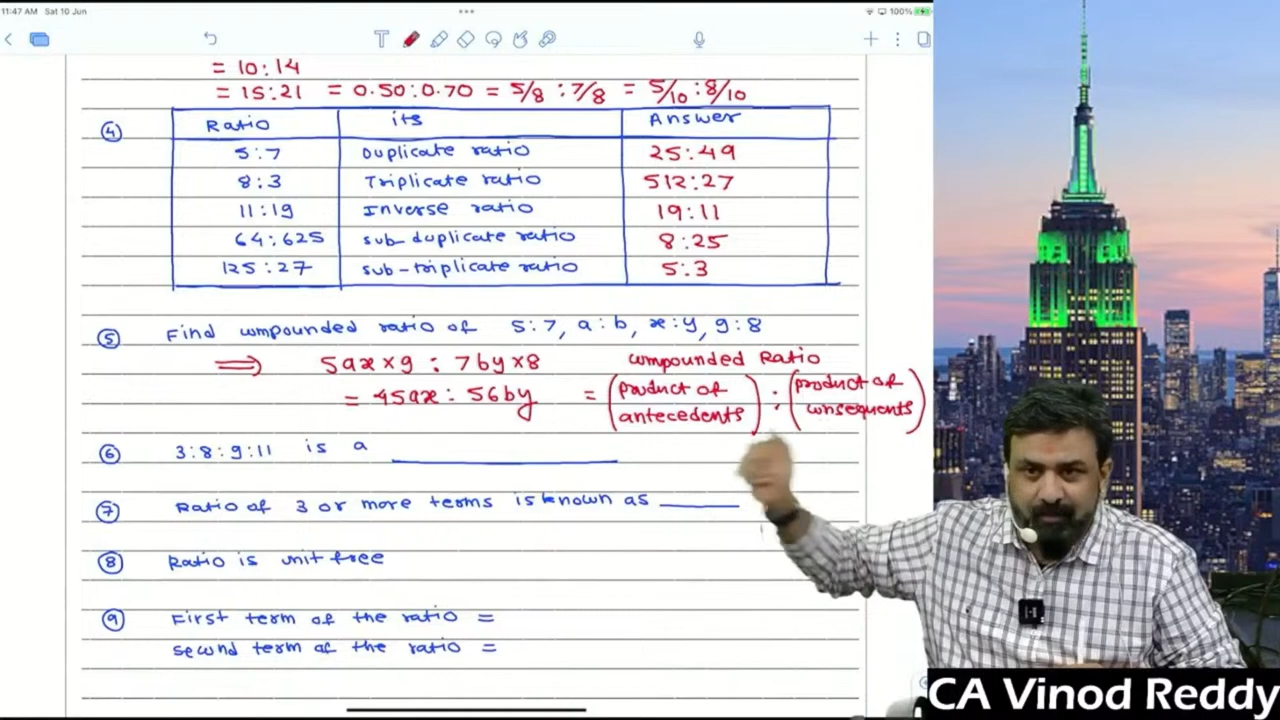 11:47 AM Sat 10 Jun
100%
= 10:14
= 15:21 = 0.50:0.70 = 5/8 : 7/8 = 5/10 : 8/10
④ Ratio its Answer
5:7 Duplicate ratio 25:49
8:3 Triplicate ratio 512:27
11:19 Inverse ratio 19:11
64:625 sub-duplicate ratio 8:25
125:27 sub-triplicate ratio 5:3
⑤ Find compounded ratio of 5:7, a:b, x:y, 9:8
⟹ 5ax×9 : 7by×8 compounded Ratio
= 45ax : 56by = (product of antecedents) : (product of consequents)
⑥ 3:8:9:11 is a ________
⑦ Ratio of 3 or more terms is known as ______
⑧ Ratio is unit free
⑨ First term of the ratio =
second term of the ratio =
CA Vinod Reddy